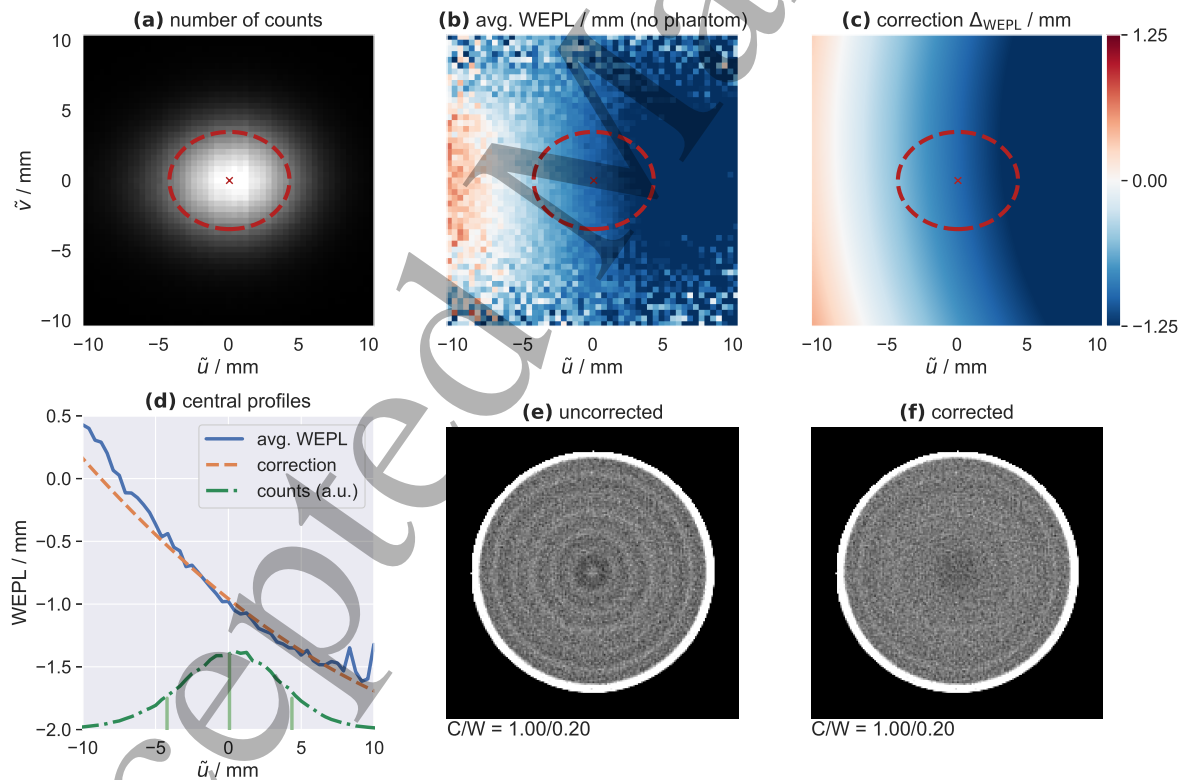 (a) number of counts
(b) avg. WEPL / mm (no phantom)
(c) correction Δ_WEPL / mm
10
5
0
−5
−10
ṽ / mm
−10 −5 0 5 10
ũ / mm
−10 −5 0 5 10
ũ / mm
−10 −5 0 5 10
ũ / mm
1.25
0.00
−1.25
(d) central profiles
avg. WEPL
correction
counts (a.u.)
0.5
0.0
−0.5
−1.0
−1.5
−2.0
WEPL / mm
−10 −5 0 5 10
ũ / mm
(e) uncorrected
C/W = 1.00/0.20
(f) corrected
C/W = 1.00/0.20
cepted Ma